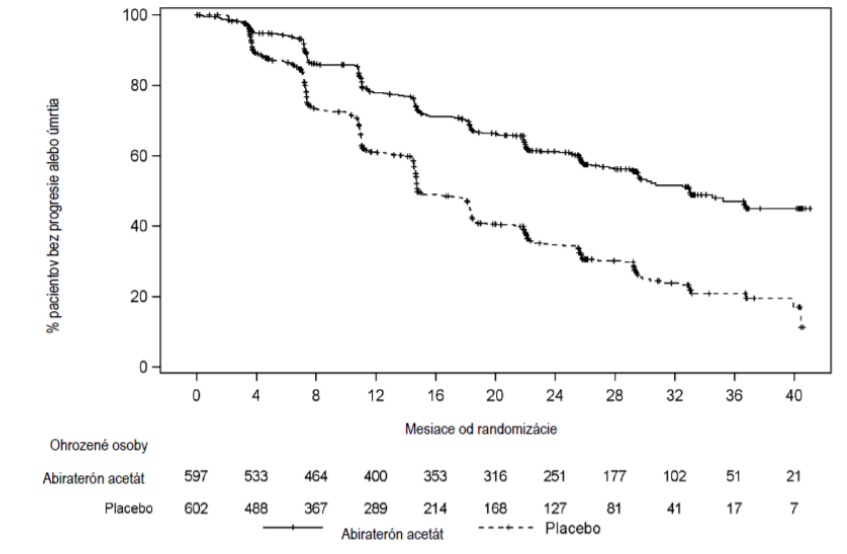 % pacientov bez progresie alebo úmrtia
100
80
60
40
20
0
0 4 8 12 16 20 24 28 32 36 40
Mesiace od randomizácie
Ohrozené osoby
Abiraterón acetát 597 533 464 400 353 316 251 177 102 51 21
Placebo 602 488 367 289 214 168 127 81 41 17 7
Abiraterón acetát Placebo